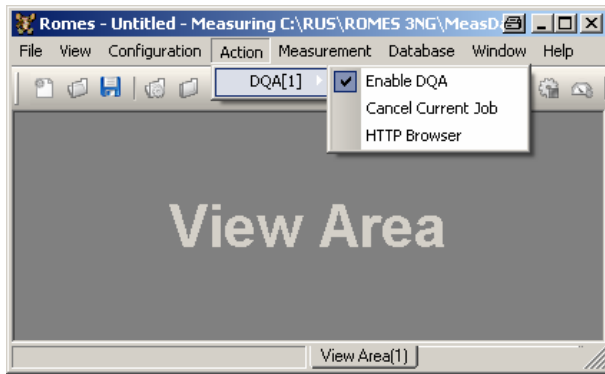 Romes - Untitled - Measuring C:\RUS\ROMES 3NG\MeasD
File View Configuration Action Measurement Database Window Help
DQA[1]
Enable DQA
Cancel Current Job
HTTP Browser
View Area
View Area(1)